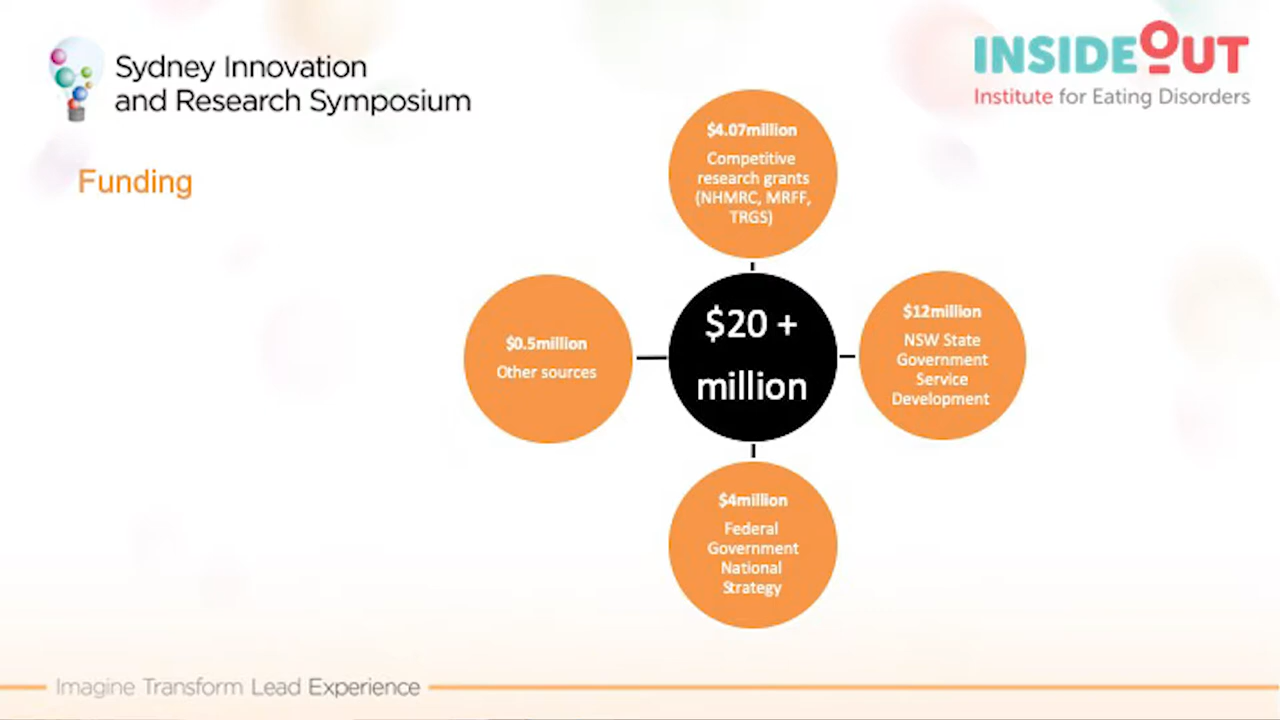 Sydney Innovation
and Research Symposium
INSIDEOUT
Institute for Eating Disorders
Funding
$4.07million
Competitive
research grants
(NHMRC, MRFF,
TRGS)
$0.5million
Other sources
$20 +
million
$12million
NSW State
Government
Service
Development
$4million
Federal
Government
National
Strategy
Imagine Transform Lead Experience